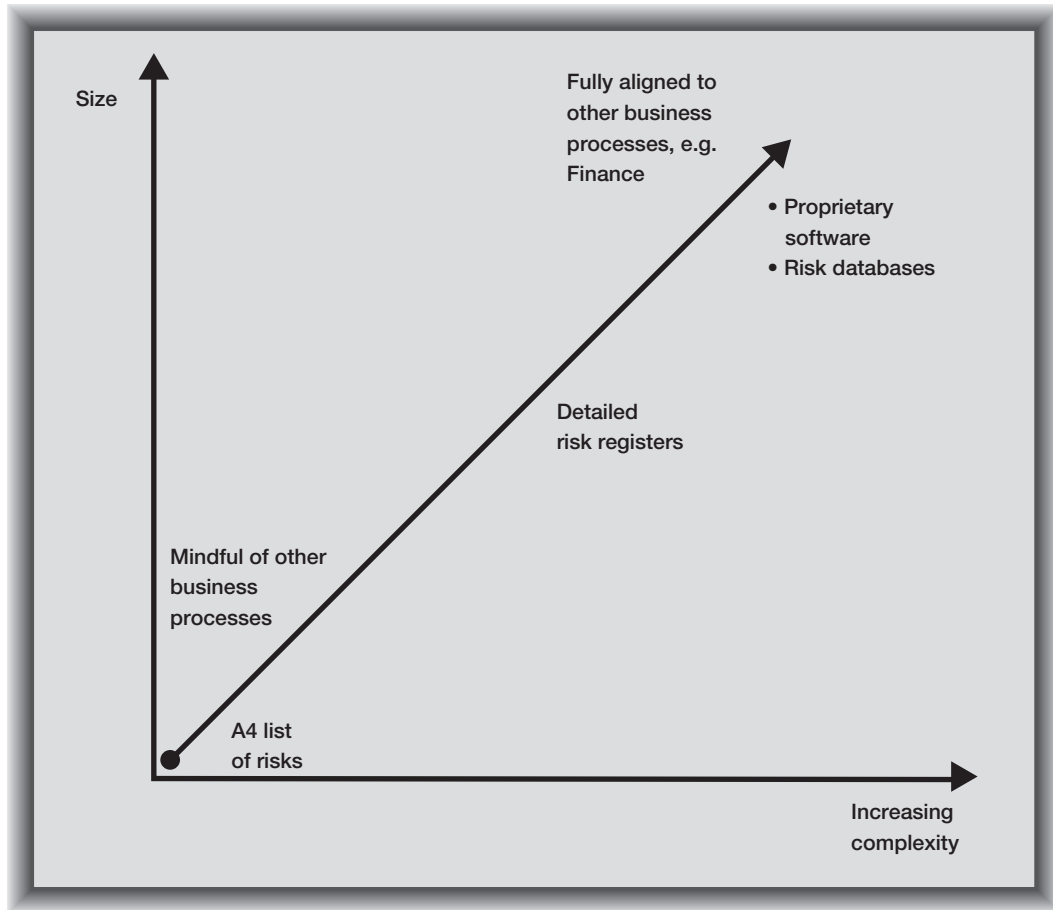 Size
Fully aligned to
other business
processes, e.g.
Finance
• Proprietary
software
• Risk databases
Detailed
risk registers
Mindful of other
business
processes
A4 list
of risks
Increasing
complexity